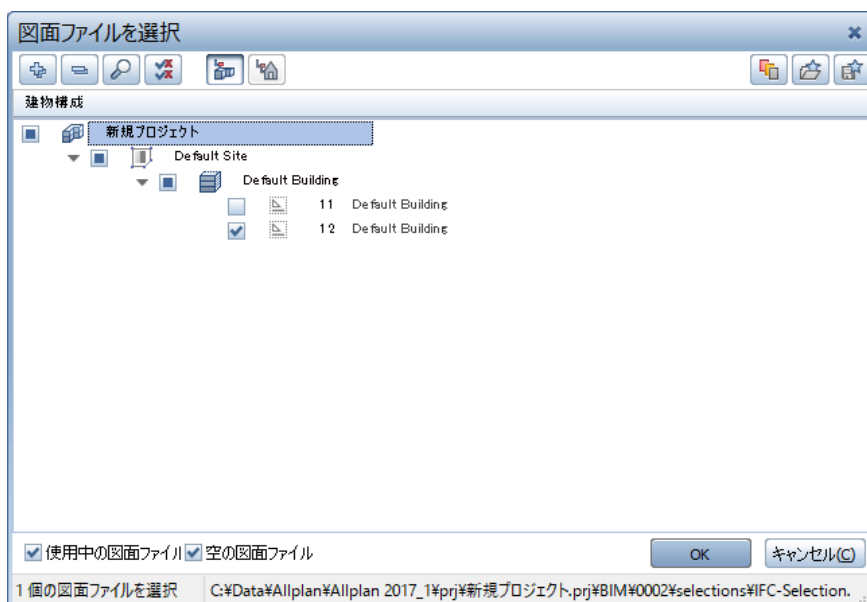 図面ファイルを選択
建物構成
新規プロジェクト
Default Site
Default Building
11 Default Building
12 Default Building
使用中の図面ファイル 空の図面ファイル
OK キャンセル(C)
1 個の図面ファイルを選択 C:¥Data¥Allplan¥Allplan 2017_1¥prj¥新規プロジェクト.prj¥BIM¥0002¥selections¥IFC-Selection.